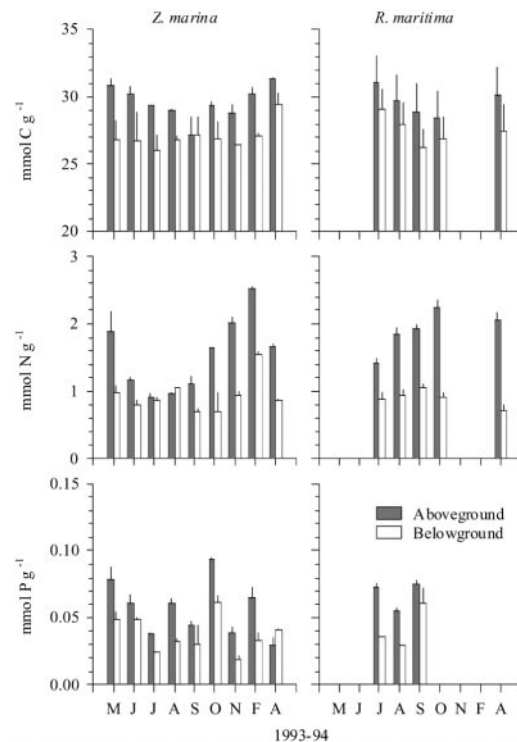 Z. marina R. maritima
35
30
25
20
mmol C g -1
3
2
1
0
mmol N g -1
0.15
0.10
0.05
0.00
mmol P g -1
Aboveground
Belowground
M J J A S O N F A M J J A S O N F A
1993-94